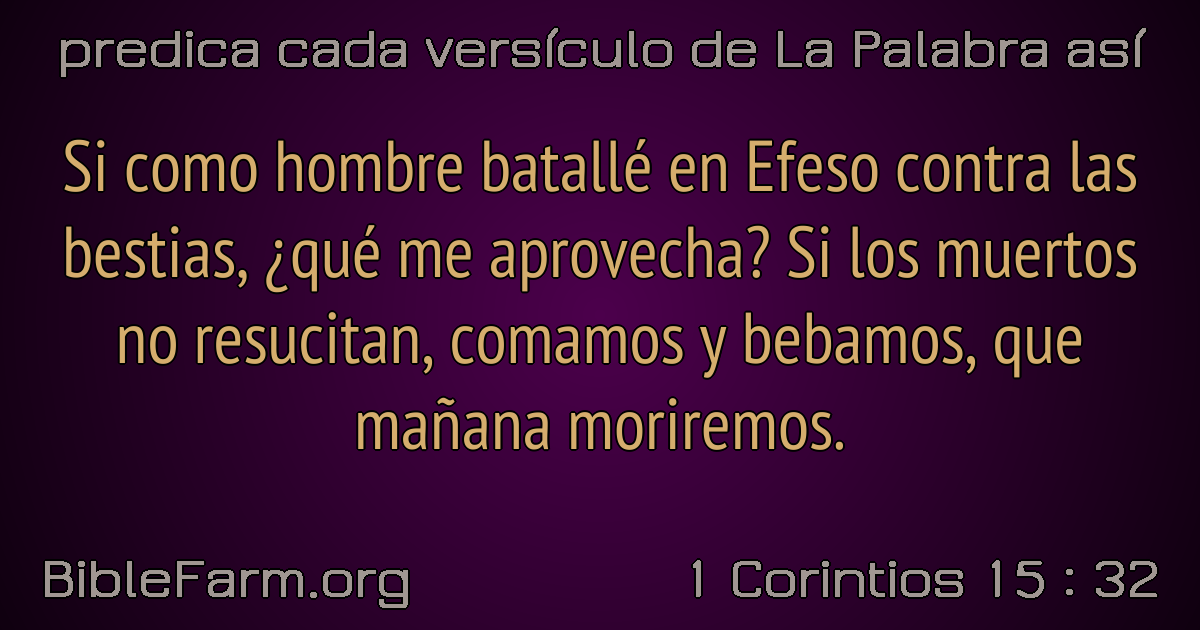 predica cada versículo de La Palabra así
Si como hombre batallé en Efeso contra las
bestias, ¿qué me aprovecha? Si los muertos
no resucitan, comamos y bebamos, que
mañana moriremos.
BibleFarm.org
1 Corintios 15 : 32